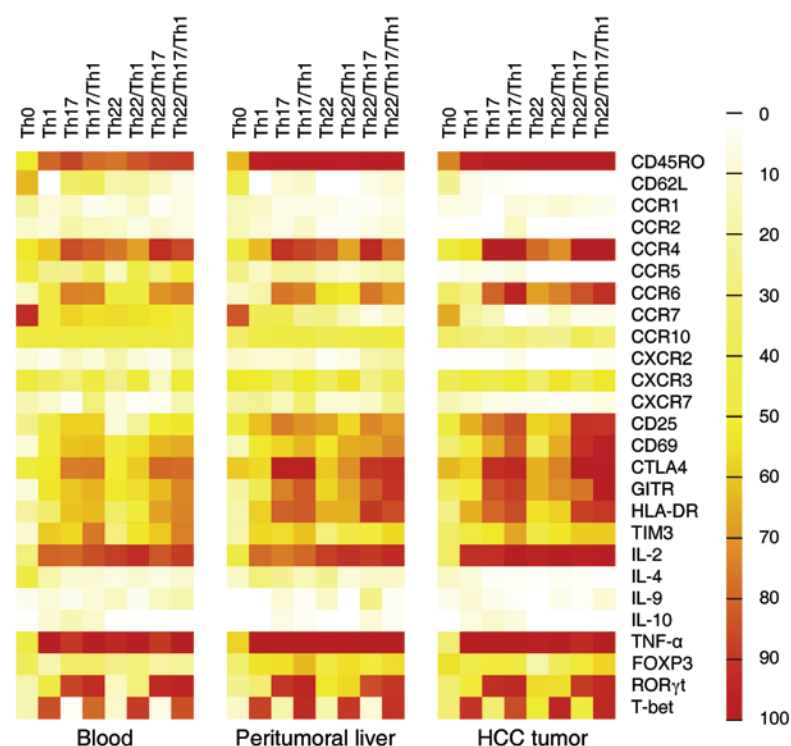 Th0 Th1 Th17 Th17/Th1 Th22 Th22/Th1 Th22/Th17 Th22/Th17/Th1
Th0 Th1 Th17 Th17/Th1 Th22 Th22/Th1 Th22/Th17 Th22/Th17/Th1
Th0 Th1 Th17 Th17/Th1 Th22 Th22/Th1 Th22/Th17 Th22/Th17/Th1
CD45RO
CD62L
CCR1
CCR2
CCR4
CCR5
CCR6
CCR7
CCR10
CXCR2
CXCR3
CXCR7
CD25
CD69
CTLA4
GITR
HLA-DR
TIM3
IL-2
IL-4
IL-9
IL-10
TNF-α
FOXP3
RORγt
T-bet
0
10
20
30
40
50
60
70
80
90
100
Blood
Peritumoral liver
HCC tumor